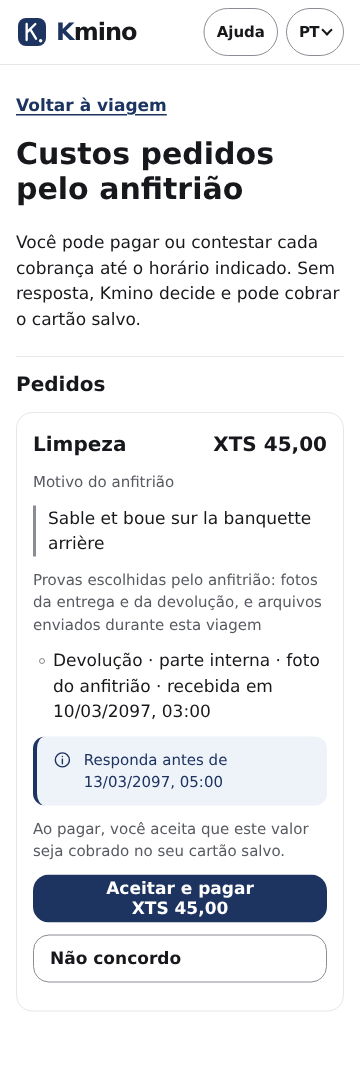 Kmino
Ajuda
PT
Voltar à viagem
Custos pedidos
pelo anfitrião
Você pode pagar ou contestar cada
cobrança até o horário indicado. Sem
resposta, Kmino decide e pode cobrar
o cartão salvo.
Pedidos
Limpeza XTS 45,00
Motivo do anfitrião
Sable et boue sur la banquette
arrière
Provas escolhidas pelo anfitrião: fotos
da entrega e da devolução, e arquivos
enviados durante esta viagem
Devolução · parte interna · foto
do anfitrião · recebida em
10/03/2097, 03:00
Responda antes de
13/03/2097, 05:00
Ao pagar, você aceita que este valor
seja cobrado no seu cartão salvo.
Aceitar e pagar
XTS 45,00
Não concordo